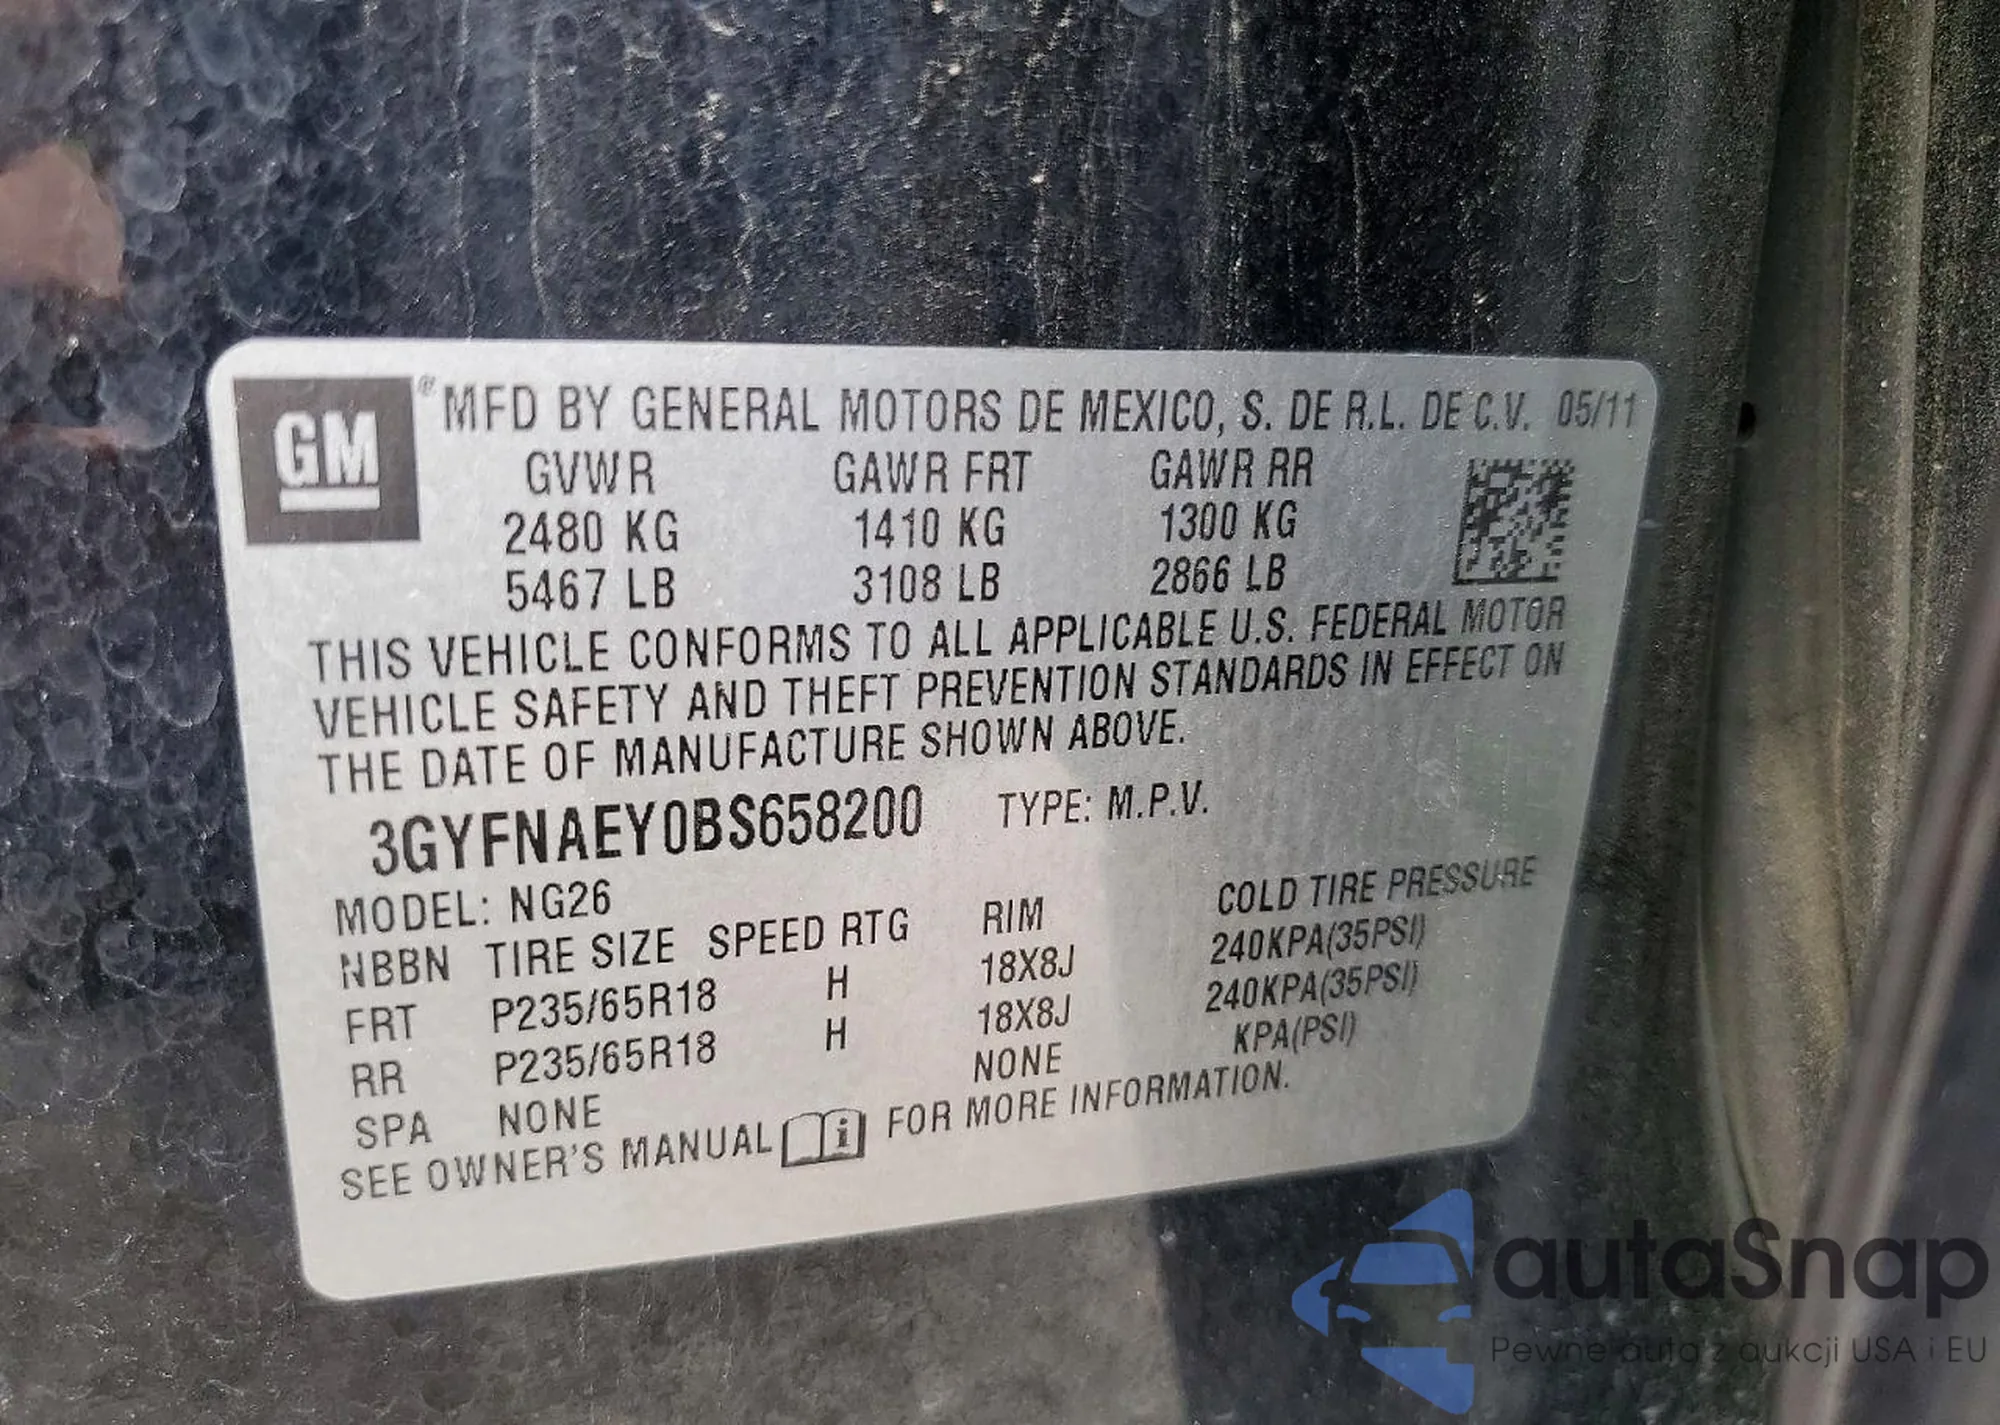 GM ® MFD BY GENERAL MOTORS DE MEXICO, S. DE R.L. DE C.V. 05/11
GVWR GAWR FRT GAWR RR
2480 KG 1410 KG 1300 KG
5467 LB 3108 LB 2866 LB
THIS VEHICLE CONFORMS TO ALL APPLICABLE U.S. FEDERAL MOTOR
VEHICLE SAFETY AND THEFT PREVENTION STANDARDS IN EFFECT ON
THE DATE OF MANUFACTURE SHOWN ABOVE.
3GYFNAEY0BS658200 TYPE: M.P.V.
MODEL: NG26
NBBN TIRE SIZE SPEED RTG RIM COLD TIRE PRESSURE
FRT P235/65R18 H 18X8J 240KPA(35PSI)
RR P235/65R18 H 18X8J 240KPA(35PSI)
SPA NONE NONE KPA(PSI)
SEE OWNER'S MANUAL i FOR MORE INFORMATION.
autaSnap
Pewne auta z aukcji USA i EU